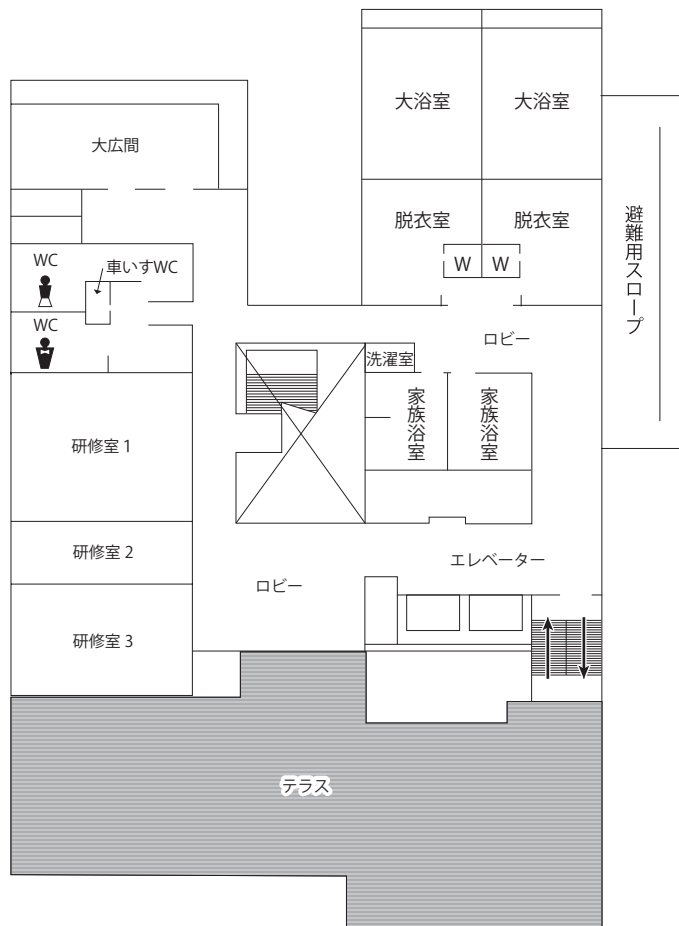 大浴室
大浴室
大広間
脱衣室
脱衣室
避難用スロープ
WC
車いすWC
W
W
WC
ロビー
洗濯室
家族浴室
家族浴室
研修室 1
研修室 2
エレベーター
ロビー
研修室 3
テラス